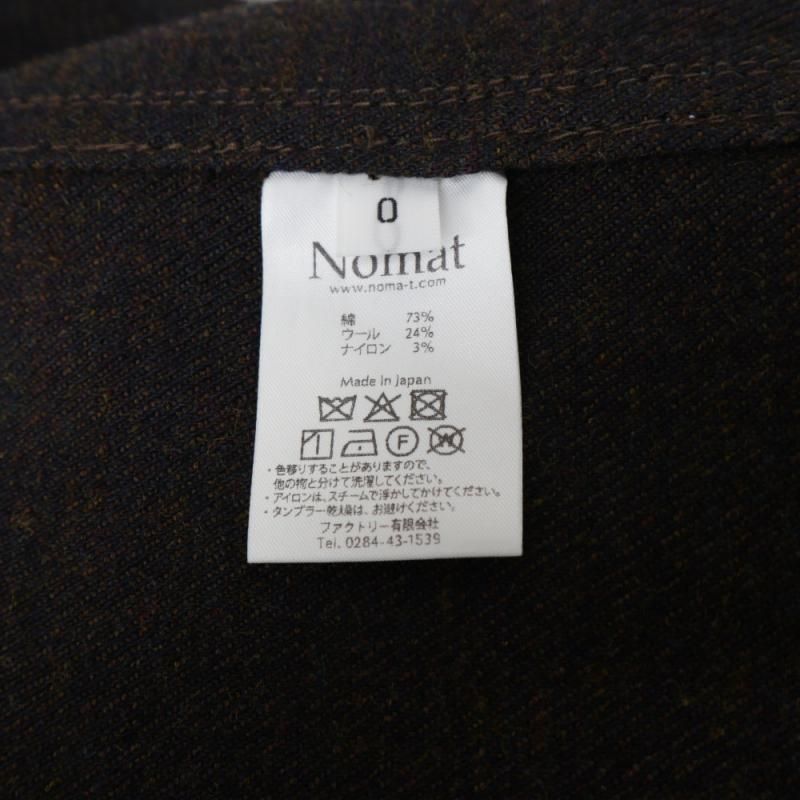 0
Nomat
www.noma-t.com
綿 73%
ウール 24%
ナイロン 3%
Made in Japan
F W
・色移りすることがありますので、
他の物と分けて洗濯してください。
・アイロンは、スチームで浮かしてかけてください。
・タンブラー乾燥は、お避けください。
ファクトリー有限会社
Tel. 0284-43-1539